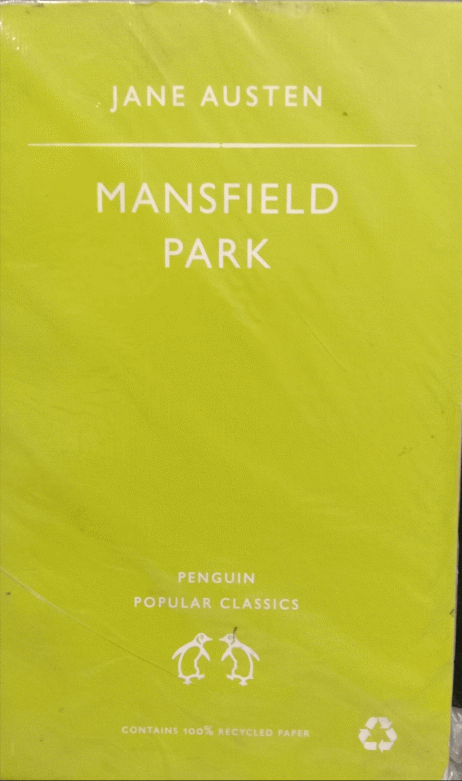 JANE AUSTEN
MANSFIELD
PARK
PENGUIN
POPULAR CLASSICS
CONTAINS 100% RECYCLED PAPER